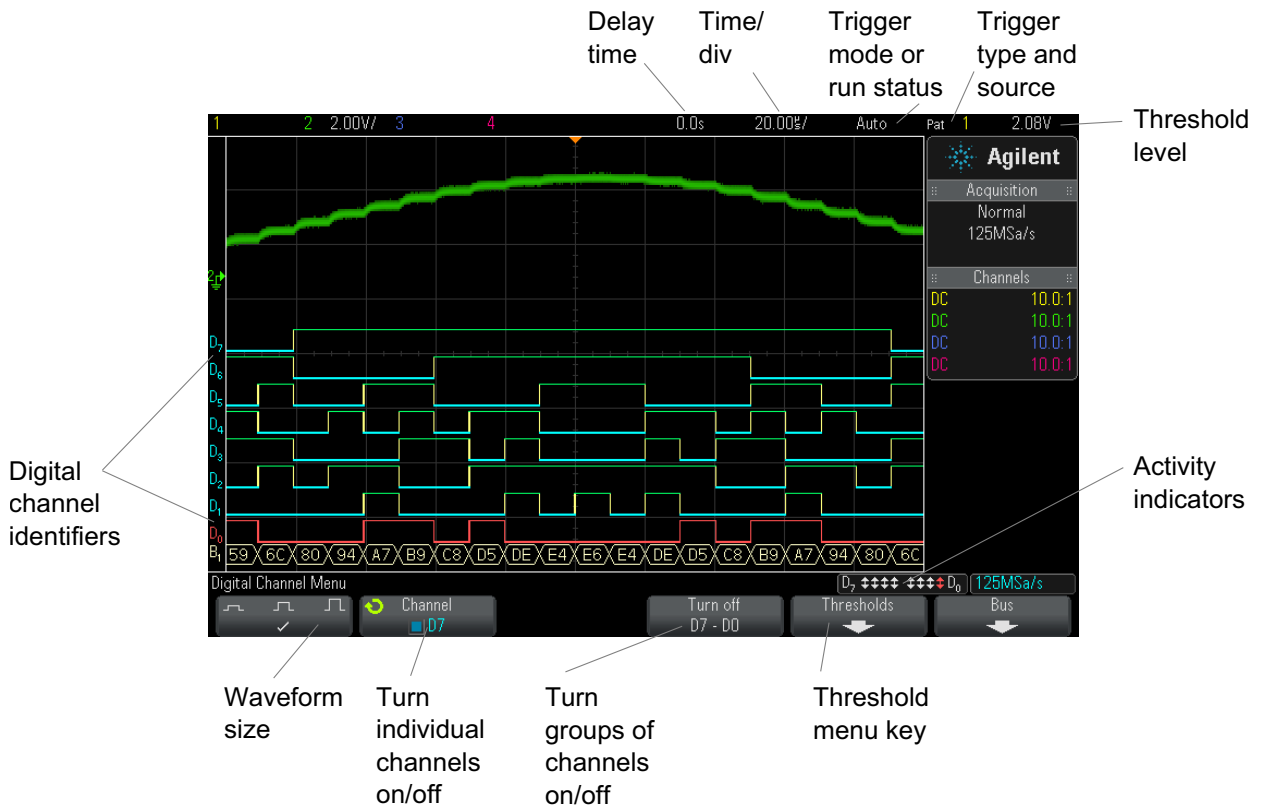 Delay
time
Time/
div
Trigger
mode or
run status
Trigger
type and
source
Threshold
level
1 2 2.00V/ 3 4 0.0s 20.00µs/ Auto Pat 1 2.08V
Agilent
Acquisition
Normal
125MSa/s
Channels
DC 10.0:1
DC 10.0:1
DC 10.0:1
DC 10.0:1
2
D7
D6
D5
D4
D3
D2
D1
D0
B1 59 6C 80 94 A7 B9 C8 D5 DE E4 E6 E4 DE D5 C8 B9 A7 94 80 6C
Digital
channel
identifiers
Activity
indicators
Digital Channel Menu
D7 D0 125MSa/s
Channel
D7
Turn off
D7 - D0
Thresholds
Bus
Waveform
size
Turn
individual
channels
on/off
Turn
groups of
channels
on/off
Threshold
menu key